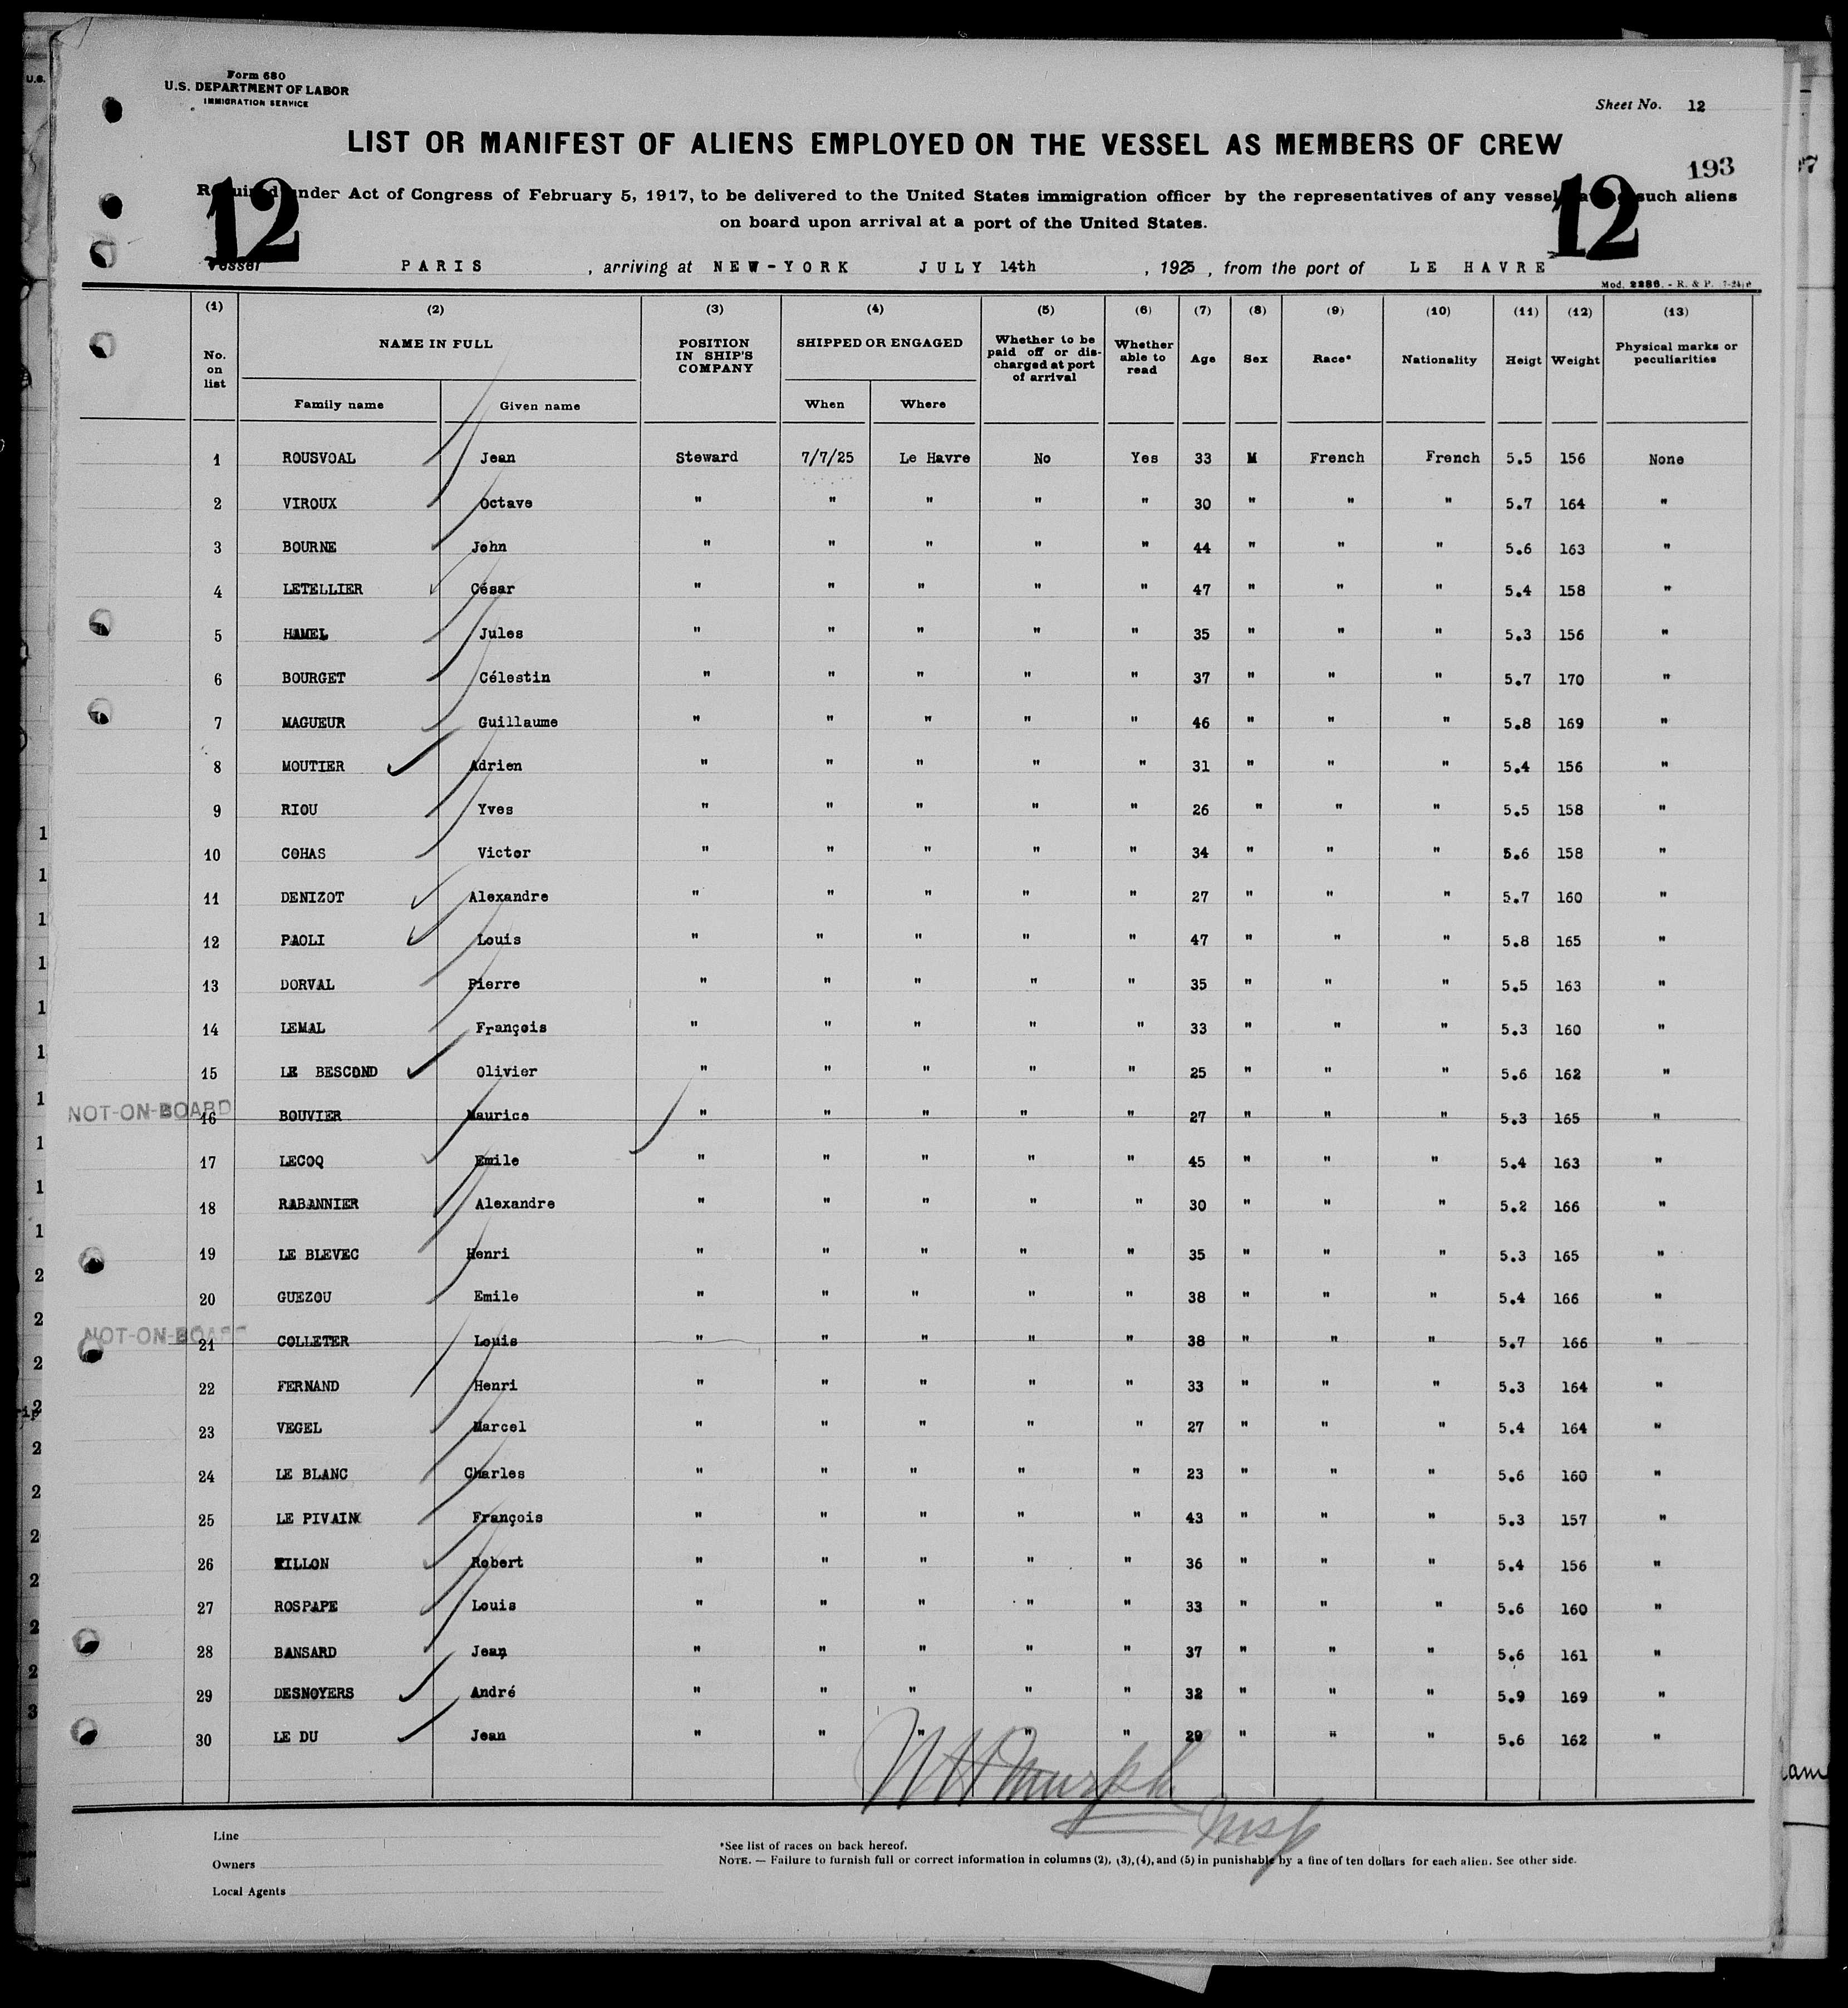 Form 680
U.S. DEPARTMENT OF LABOR
IMMIGRATION SERVICE
Sheet No. 12
LIST OR MANIFEST OF ALIENS EMPLOYED ON THE VESSEL AS MEMBERS OF CREW
193
12 12
Required under Act of Congress of February 5, 1917, to be delivered to the United States immigration officer by the representatives of any vessel such aliens
on board upon arrival at a port of the United States.
Vessel PARIS , arriving at NEW-YORK JULY 14th , 1925 , from the port of LE HAVRE
Mod. 2286. - R. & P.
(1) (2) (3) (4) (5) (6) (7) (8) (9) (10) (11) (12) (13)
No. on list NAME IN FULL POSITION IN SHIP'S COMPANY SHIPPED OR ENGAGED Whether to be paid off or discharged at port of arrival Whether able to read Age Sex Race* Nationality Heigt Weight Physical marks or peculiarities
Family name Given name When Where
1 ROUSVOAL Jean Steward 7/7/25 Le Havre No Yes 33 M French French 5.5 156 None
2 VIROUX Octave " " " " " 30 " " " 5.7 164 "
3 BOURNE John " " " " " 44 " " " 5.6 163 "
4 LETELLIER César " " " " " 47 " " " 5.4 158 "
5 HAMEL Jules " " " " " 35 " " " 5.3 156 "
6 BOURGET Célestin " " " " " 37 " " " 5.7 170 "
7 MAGUEUR Guillaume " " " " " 46 " " " 5.8 169 "
8 MOUTIER Adrien " " " " " 31 " " " 5.4 156 "
9 RIOU Yves " " " " " 26 " " " 5.5 158 "
10 COHAS Victor " " " " " 34 " " " 5.6 158 "
11 DENIZOT Alexandre " " " " " 27 " " " 5.7 160 "
12 PAOLI Louis " " " " " 47 " " " 5.8 165 "
13 DORVAL Pierre " " " " " 35 " " " 5.5 163 "
14 LEMAL François " " " " " 33 " " " 5.3 160 "
15 LE BESCOND Olivier " " " " " 25 " " " 5.6 162 "
NOT-ON-BOARD 16 BOUVIER Maurice " " " " " 27 " " " 5.3 165 "
17 LECOQ Emile " " " " " 45 " " " 5.4 163 "
18 RABANNIER Alexandre " " " " " 30 " " " 5.2 166 "
19 LE BLEVEC Henri " " " " " 35 " " " 5.3 165 "
20 GUEZOU Emile " " " " " 38 " " " 5.4 166 "
NOT-ON-BOARD 21 COLLETER Louis " " " " " 38 " " " 5.7 166 "
22 FERNAND Henri " " " " " 33 " " " 5.3 164 "
23 VEGEL Marcel " " " " " 27 " " " 5.4 164 "
24 LE BLANC Charles " " " " " 23 " " " 5.6 160 "
25 LE PIVAIN François " " " " " 43 " " " 5.3 157 "
26 TILLON Robert " " " " " 36 " " " 5.4 156 "
27 ROSPAPE Louis " " " " " 33 " " " 5.6 160 "
28 BANSARD Jean " " " " " 37 " " " 5.6 161 "
29 DESNOYERS André " " " " " 32 " " " 5.9 169 "
30 LE DU Jean " " " " " 29 " " " 5.6 162 "
Line
Owners
Local Agents
*See list of races on back hereof.
NOTE. — Failure to furnish full or correct information in columns (2), (3), (4), and (5) in punishable by a fine of ten dollars for each alien. See other side.